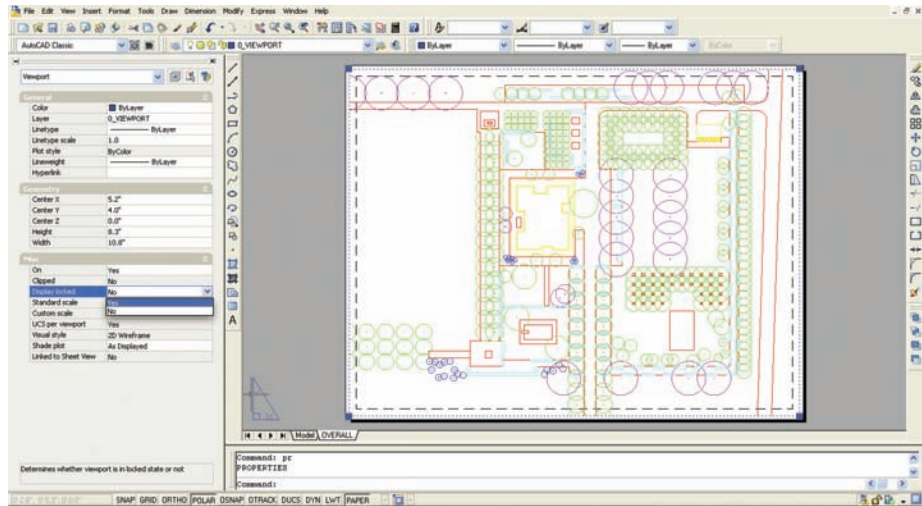 File Edit View Insert Format Tools Draw Dimension Modify Express Window Help
AutoCAD Classic 0_VIEWPORT ByLayer ByLayer ByLayer ByColor
Viewport
General
Color ByLayer
Layer 0_VIEWPORT
Linetype ByLayer
Linetype scale 1.0
Plot style ByColor
Lineweight ByLayer
Hyperlink
Geometry
Center X 5.2"
Center Y 4.0"
Center Z 0.0"
Height 8.3"
Width 10.8"
Misc
On Yes
Clipped No
Display locked No
Standard scale Yes
Custom scale No
UCS per viewport Yes
Visual style 2D Wireframe
Shade plot As Displayed
Linked to Sheet View No
Model OVERALL
Command: pr
PROPERTIES
Command:
Determines whether viewport is in locked state or not
SNAP GRID ORTHO POLAR OSNAP OTRACK DUCS DYN LWT PAPER